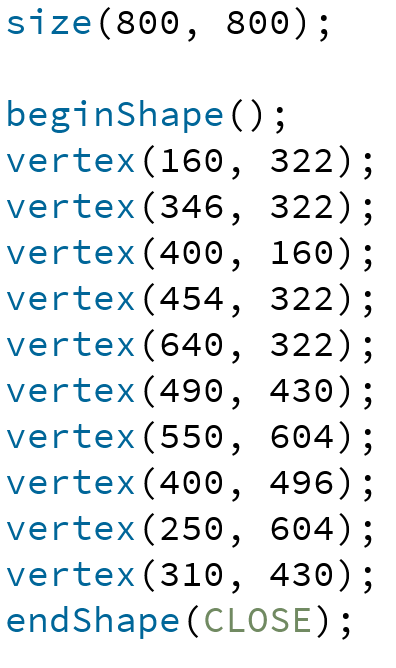 size(800, 800);
beginShape();
vertex(160, 322);
vertex(346, 322);
vertex(400, 160);
vertex(454, 322);
vertex(640, 322);
vertex(490, 430);
vertex(550, 604);
vertex(400, 496);
vertex(250, 604);
vertex(310, 430);
endShape(CLOSE);